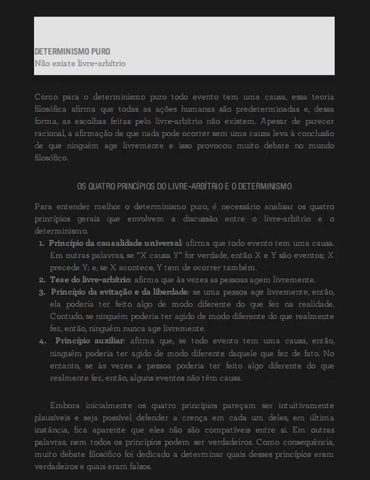 DETERMINISMO PURO
Não existe livre-arbítrio
Como para o determinismo puro todo evento tem uma causa, essa teoria
filosófica afirma que todas as ações humanas são predeterminadas e, dessa
forma, as escolhas feitas pelo livre-arbítrio não existem. Apesar de parecer
racional, a afirmação de que nada pode ocorrer sem uma causa leva à conclusão
de que ninguém age livremente e isso provocou muito debate no mundo
filosófico.
OS QUATRO PRINCÍPIOS DO LIVRE-ARBÍTRIO E O DETERMINISMO
Para entender melhor o determinismo puro, é necessário analisar os quatro
princípios gerais que envolvem a discussão entre o livre-arbítrio e o
determinismo.
1. Princípio da causalidade universal: afirma que todo evento tem uma causa.
Em outras palavras, se “X causa Y” for verdade, então X e Y são eventos; X
precede Y; e, se X acontece, Y tem de ocorrer também.
2. Tese do livre-arbítrio: afirma que às vezes as pessoas agem livremente.
3. Princípio da evitação e da liberdade: se uma pessoa age livremente, então,
ela poderia ter feito algo de modo diferente do que fez na realidade.
Contudo, se ninguém poderia ter agido de modo diferente do que realmente
fez, então, ninguém nunca age livremente.
4. Princípio auxiliar: afirma que, se todo evento tem uma causa, então,
ninguém poderia ter agido de modo diferente daquele que fez de fato. No
entanto, se às vezes a pessoa poderia ter feito algo diferente do que
realmente fez, então, alguns eventos não têm causa.
Embora inicialmente os quatro princípios pareçam ser intuitivamente
plausíveis e seja possível defender a crença em cada um deles, em última
instância, fica aparente que eles não são compatíveis entre si. Em outras
palavras, nem todos os princípios podem ser verdadeiros. Como consequência,
muito debate filosófico foi dedicado a determinar quais desses princípios eram
verdadeiros e quais eram falsos.